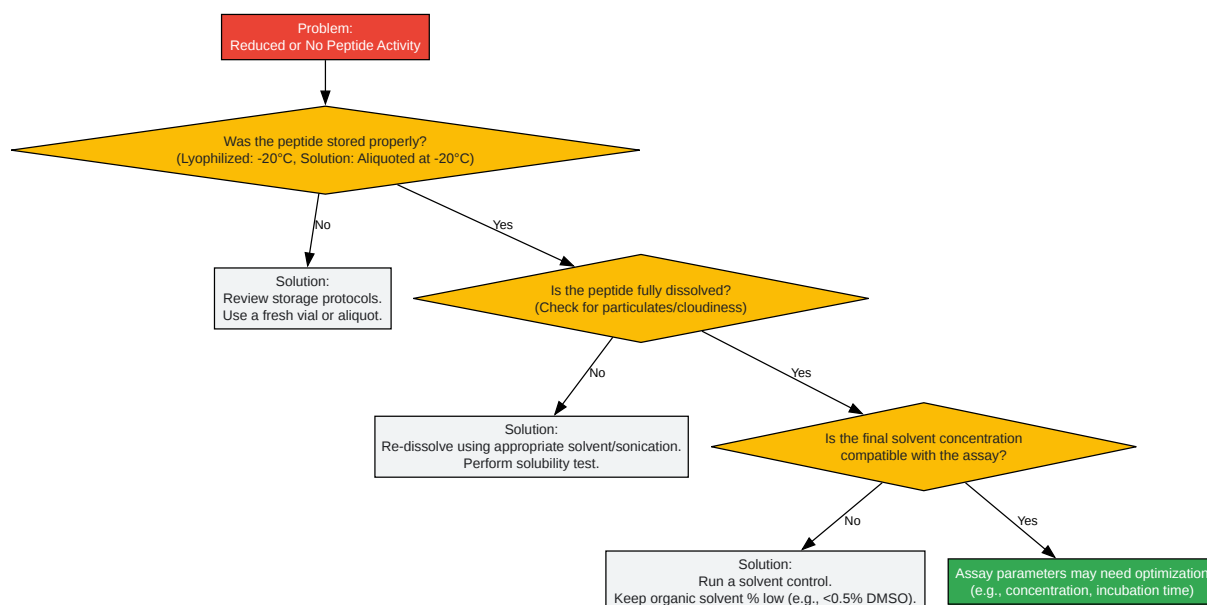 Problem:
Reduced or No Peptide Activity
Was the peptide stored properly?
(Lyophilized: -20°C, Solution: Aliquoted at -20°C)
No
Yes
Solution:
Review storage protocols.
Use a fresh vial or aliquot.
Is the peptide fully dissolved?
(Check for particulates/cloudiness)
No
Yes
Solution:
Re-dissolve using appropriate solvent/sonication.
Perform solubility test.
Is the final solvent concentration
compatible with the assay?
No
Yes
Solution:
Run a solvent control.
Keep organic solvent % low (e.g., <0.5% DMSO).
Assay parameters may need optimization
(e.g., concentration, incubation time)